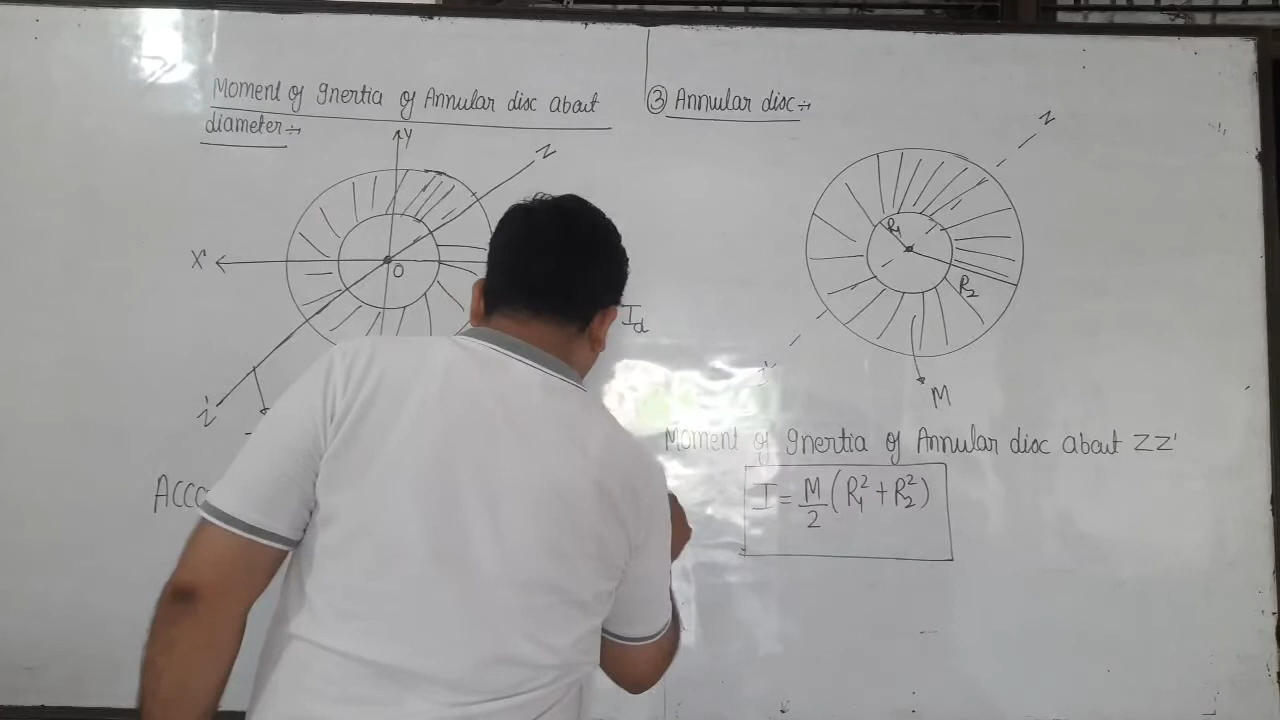 Moment of Inertia of Annular disc about
diameter:-
Y
Z
X'
O
Id
Z'
③ Annular disc:-
Z
R1
R2
Z'
M
Moment of Inertia of Annular disc about ZZ'
I = M/2 (R1² + R2²)